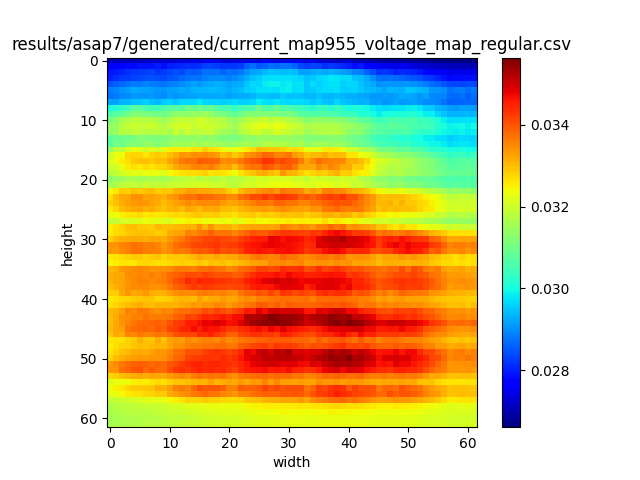 results/asap7/generated/current_map955_voltage_map_regular.csv
0
10
20
30
40
50
60
height
0 10 20 30 40 50 60
width
0.034
0.032
0.030
0.028